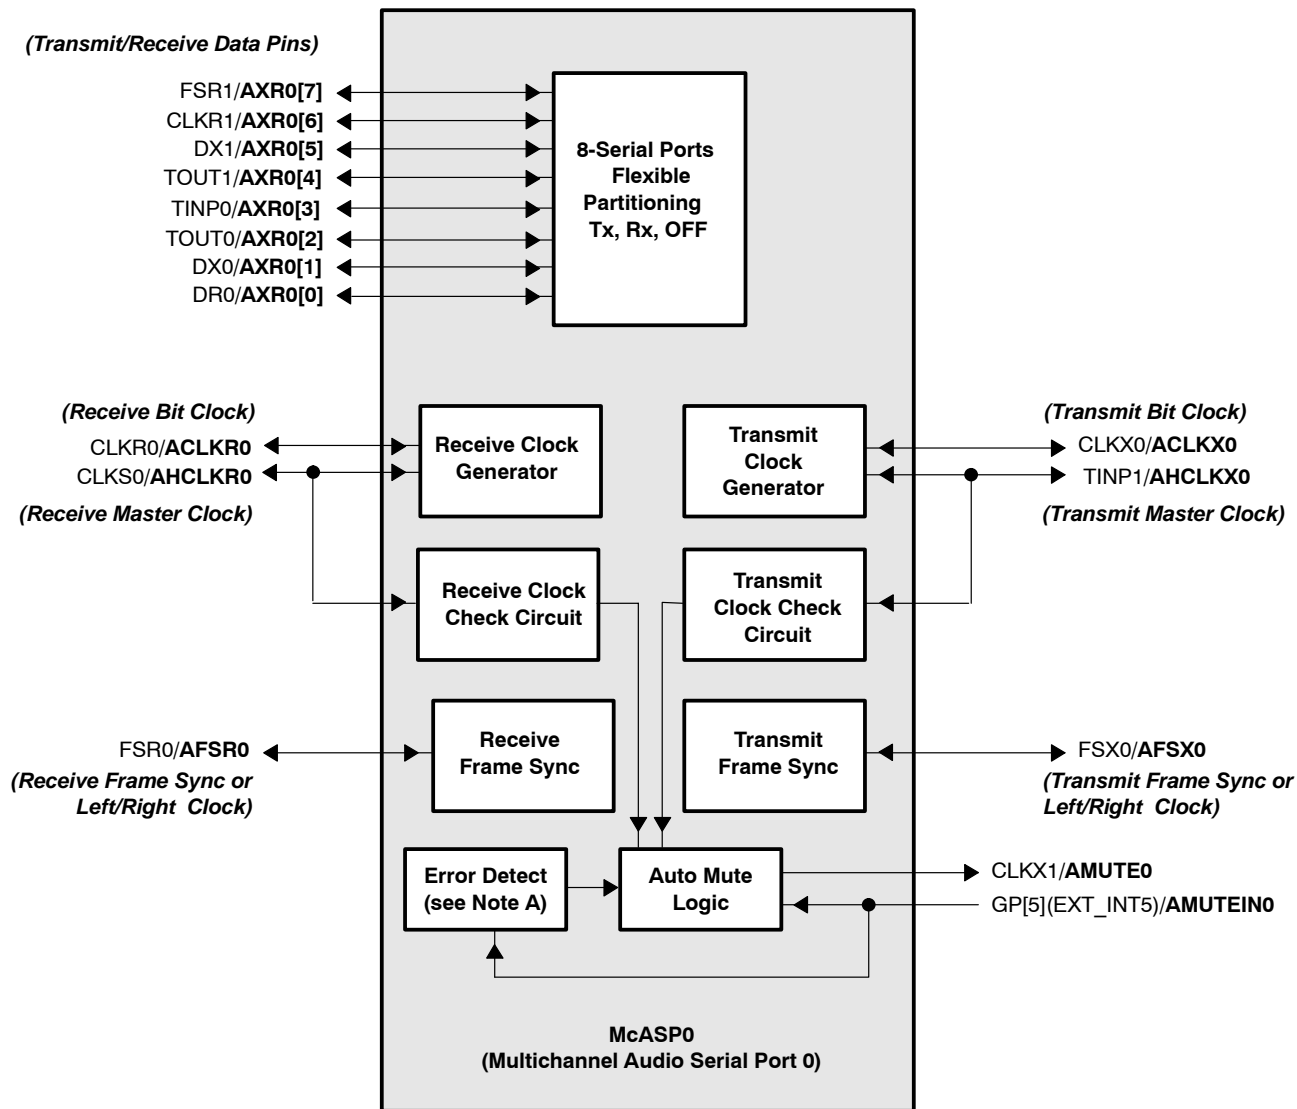 (Transmit/Receive Data Pins)
FSR1/AXR0[7]
CLKR1/AXR0[6]
DX1/AXR0[5]
TOUT1/AXR0[4]
TINP0/AXR0[3]
TOUT0/AXR0[2]
DX0/AXR0[1]
DR0/AXR0[0]
8-Serial Ports
Flexible
Partitioning
Tx, Rx, OFF
(Receive Bit Clock)
CLKR0/ACLKR0
CLKS0/AHCLKR0
(Receive Master Clock)
Receive Clock
Generator
Transmit
Clock
Generator
(Transmit Bit Clock)
CLKX0/ACLKX0
TINP1/AHCLKX0
(Transmit Master Clock)
Receive Clock
Check Circuit
Transmit
Clock Check
Circuit
FSR0/AFSR0
(Receive Frame Sync or
Left/Right Clock)
Receive
Frame Sync
Transmit
Frame Sync
FSX0/AFSX0
(Transmit Frame Sync or
Left/Right Clock)
Error Detect
(see Note A)
Auto Mute
Logic
CLKX1/AMUTE0
GP[5](EXT_INT5)/AMUTEIN0
McASP0
(Multichannel Audio Serial Port 0)